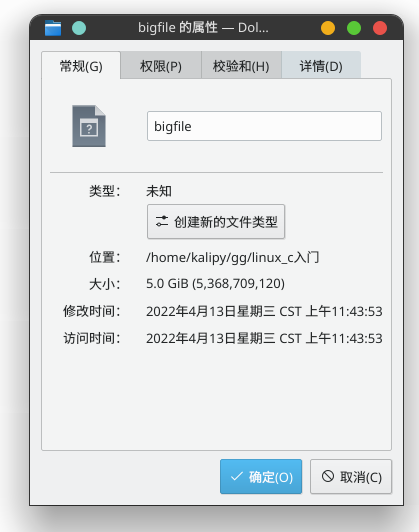 bigfile 的属性 — Dol...
常规(G) 权限(P) 校验和(H) 详情(D)
?
bigfile
类型： 未知
创建新的文件类型
位置： /home/kalipy/gg/linux_c入门
大小： 5.0 GiB (5,368,709,120)
修改时间： 2022年4月13日星期三 CST 上午11:43:53
访问时间： 2022年4月13日星期三 CST 上午11:43:53
确定(O) 取消(C)